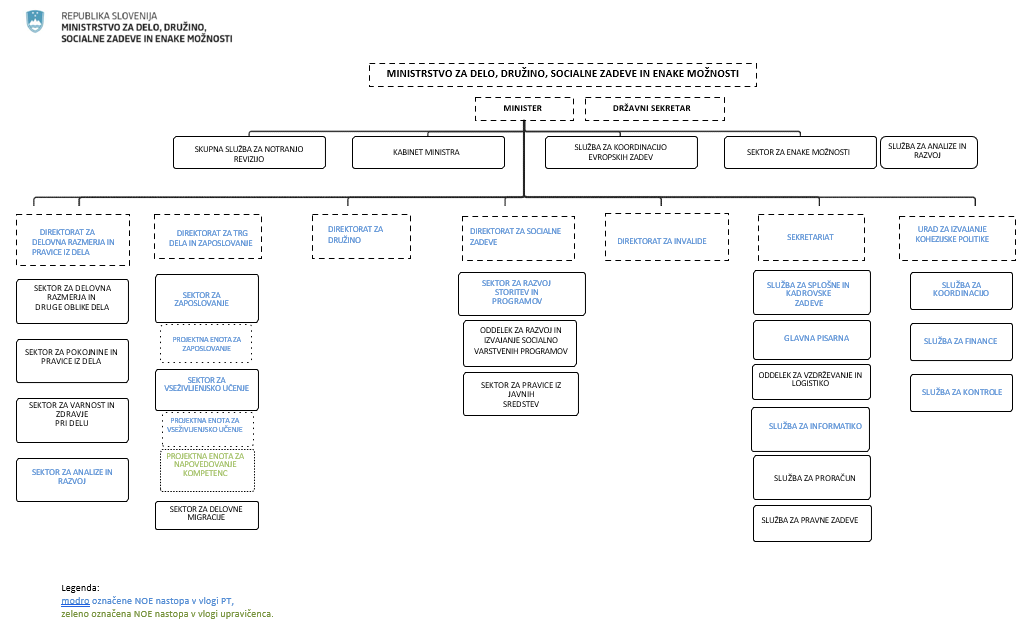 REPUBLIKA SLOVENIJA
MINISTRSTVO ZA DELO, DRUŽINO,
SOCIALNE ZADEVE IN ENAKE MOŽNOSTI
MINISTRSTVO ZA DELO, DRUŽINO, SOCIALNE ZADEVE IN ENAKE MOŽNOSTI
MINISTER
DRŽAVNI SEKRETAR
SKUPNA SLUŽBA ZA NOTRANJO
REVIZIJO
KABINET MINISTRA
SLUŽBA ZA KOORDINACIJO
EVROPSKIH ZADEV
SEKTOR ZA ENAKE MOŽNOSTI
SLUŽBA ZA ANALIZE IN
RAZVOJ
DIREKTORAT ZA
DELOVNA RAZMERJA IN
PRAVICE IZ DELA
SEKTOR ZA DELOVNA
RAZMERJA IN
DRUGE OBLIKE DELA
SEKTOR ZA POKOJNINE IN
PRAVICE IZ DELA
SEKTOR ZA VARNOST IN
ZDRAVJE
PRI DELU
SEKTOR ZA ANALIZE IN
RAZVOJ
DIREKTORAT ZA TRG
DELA IN ZAPOSLOVANJE
SEKTOR ZA
ZAPOSLOVANJE
PROJEKTNA ENOTA ZA
ZAPOSLOVANJE
SEKTOR ZA
VSEŽIVLJENJSKO UČENJE
PROJEKTNA ENOTA ZA
VSEŽIVLJENJSKO UČENJE
PROJEKTNA ENOTA ZA
NAPOVEDOVANJE
KOMPETENC
SEKTOR ZA DELOVNE
MIGRACIJE
DIREKTORAT ZA
DRUŽINO
DIREKTORAT ZA SOCIALNE
ZADEVE
SEKTOR ZA RAZVOJ
STORITEV IN
PROGRAMOV
ODDELEK ZA RAZVOJ IN
IZVAJANJE SOCIALNO
VARSTVENIH PROGRAMOV
SEKTOR ZA PRAVICE IZ
JAVNIH
SREDSTEV
DIREKTORAT ZA INVALIDE
SEKRETARIAT
SLUŽBA ZA SPLOŠNE IN
KADROVSKE
ZADEVE
GLAVNA PISARNA
ODDELEK ZA VZDRŽEVANJE IN
LOGISTIKO
SLUŽBA ZA INFORMATIKO
SLUŽBA ZA PRORAČUN
SLUŽBA ZA PRAVNE ZADEVE
URAD ZA IZVAJANJE
KOHEZIJSKE POLITIKE
SLUŽBA ZA
KOORDINACIJO
SLUŽBA ZA FINANCE
SLUŽBA ZA KONTROLE
Legenda:
modro označene NOE nastopa v vlogi PT,
zeleno označena NOE nastopa v vlogi upravičenca.